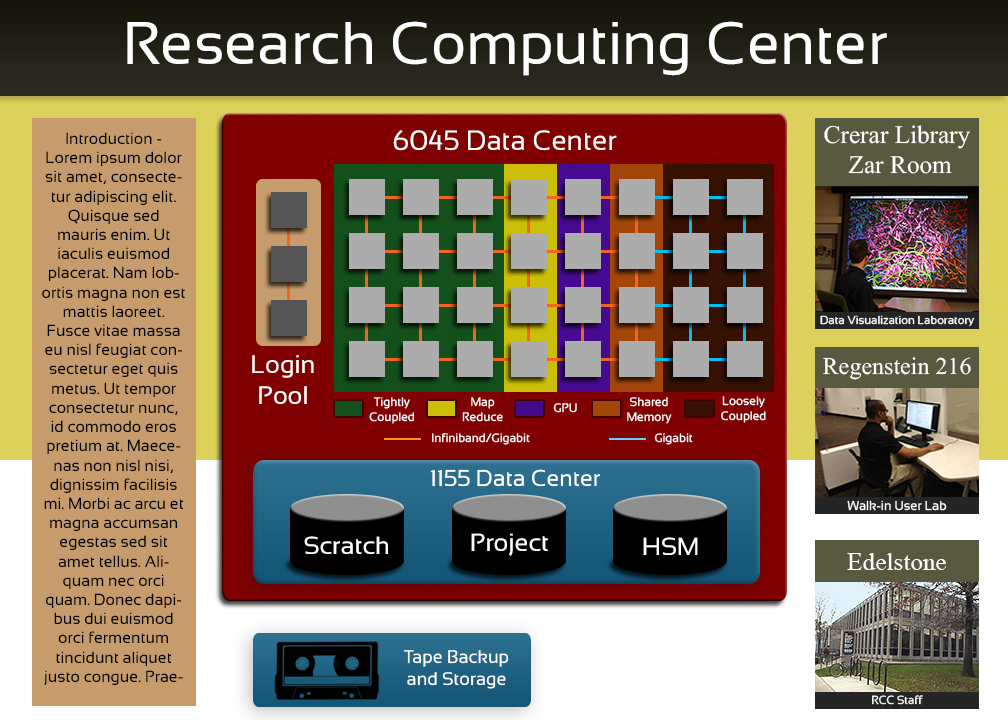 Research Computing Center
Introduction -
Lorem ipsum dolor
sit amet, consecte-
tur adipiscing elit.
Quisque sed
mauris enim. Ut
iaculis euismod
placerat. Nam lob-
ortis magna non est
mattis laoreet.
Fusce vitae massa
eu nisl feugiat con-
sectetur eget quis
metus. Ut tempor
consectetur nunc,
id commodo eros
pretium at. Maece-
nas non nisl nisi,
dignissim facilisis
mi. Morbi ac arcu et
magna accumsan
egestas sed sit
amet tellus. Ali-
quam nec orci
quam. Donec dapi-
bus dui euismod
orci fermentum
tincidunt aliquet
justo congue. Prae-
6045 Data Center
Login
Pool
Tightly
Coupled
Map
Reduce
GPU
Shared
Memory
Loosely
Coupled
Infiniband/Gigabit
Gigabit
1155 Data Center
Scratch
Project
HSM
Tape Backup
and Storage
Crerar Library
Zar Room
Data Visualization Laboratory
Regenstein 216
Walk-in User Lab
Edelstone
RCC Staff